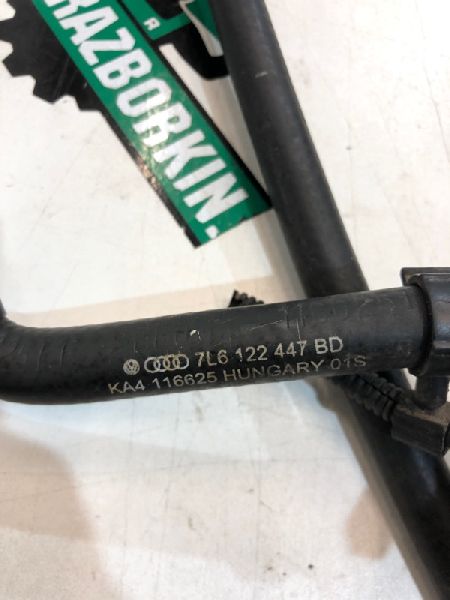 RAZBORKIN.
R
7L6 122 447 BD
KA4 116625 HUNGARY 01S